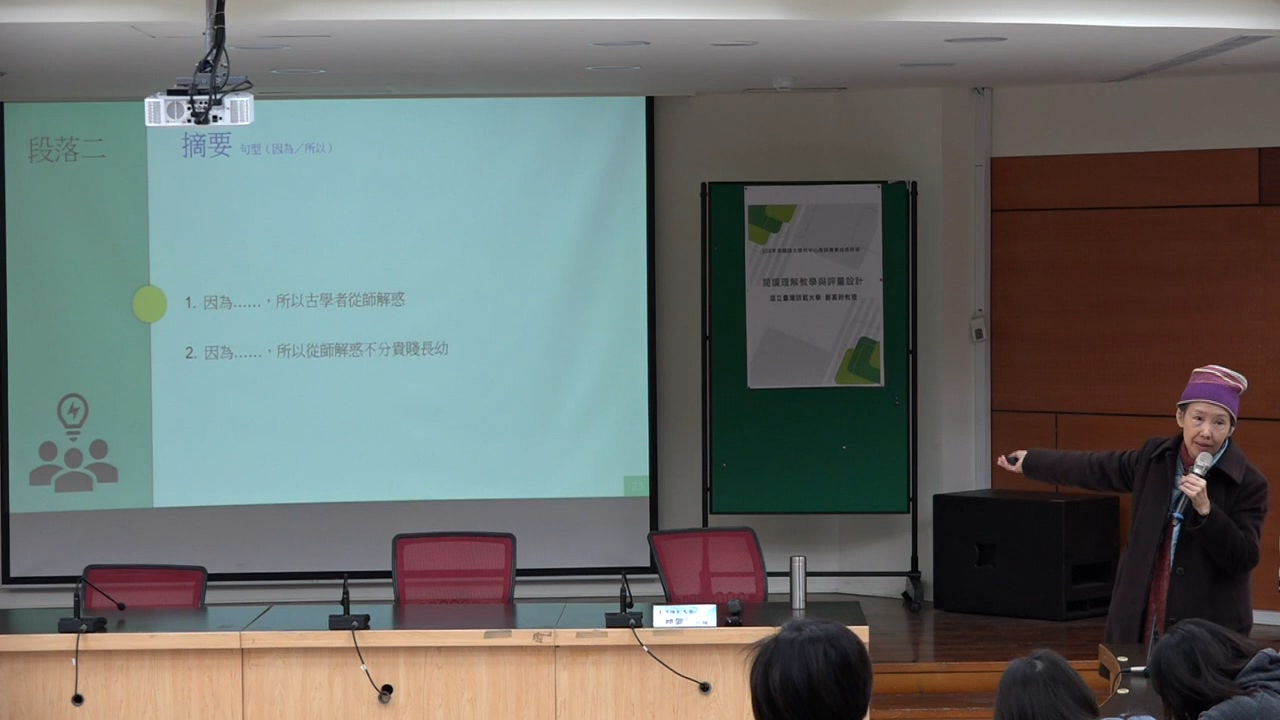 段落二
摘要 句型（因為／所以）
1. 因為……，所以古學者從師解惑
2. 因為……，所以從師解惑不分貴賤長幼
閱讀理解教學與評量設計